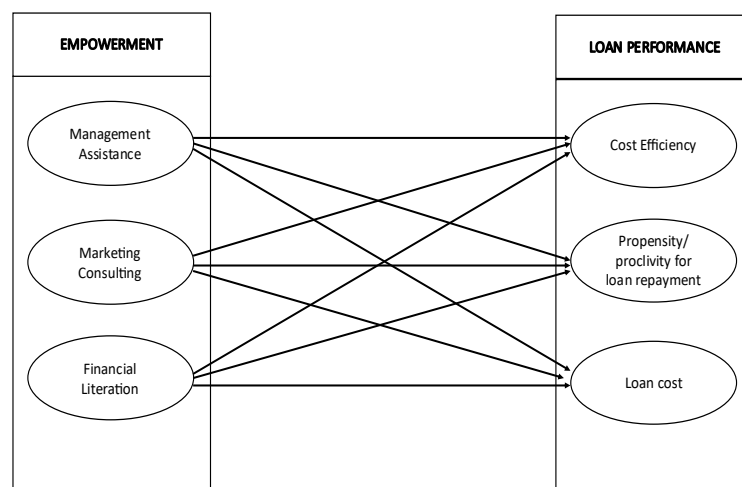 EMPOWERMENT
Management
Assistance
Marketing
Consulting
Financial
Literation
LOAN PERFORMANCE
Cost Efficiency
Propensity/
proclivity for
loan repayment
Loan cost